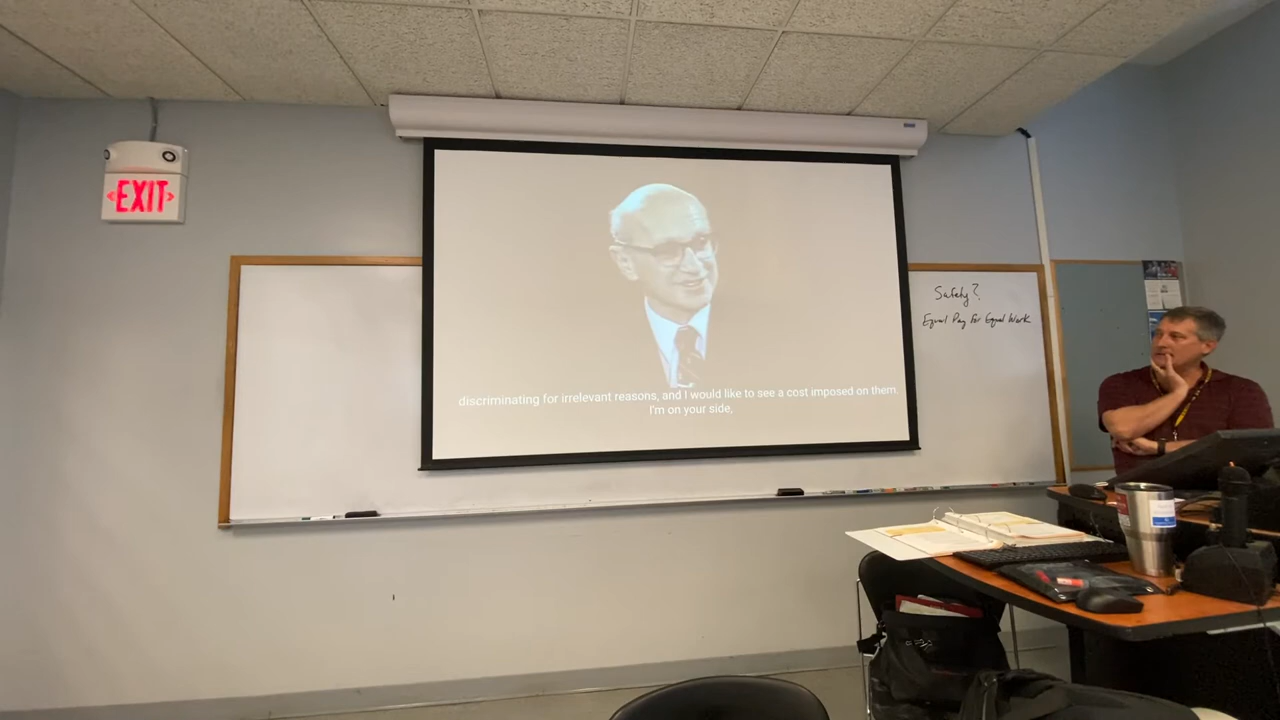 EXIT
discriminating for irrelevant reasons, and I would like to see a cost imposed on them.
I'm on your side,
Safety?
Equal Pay for Equal Work